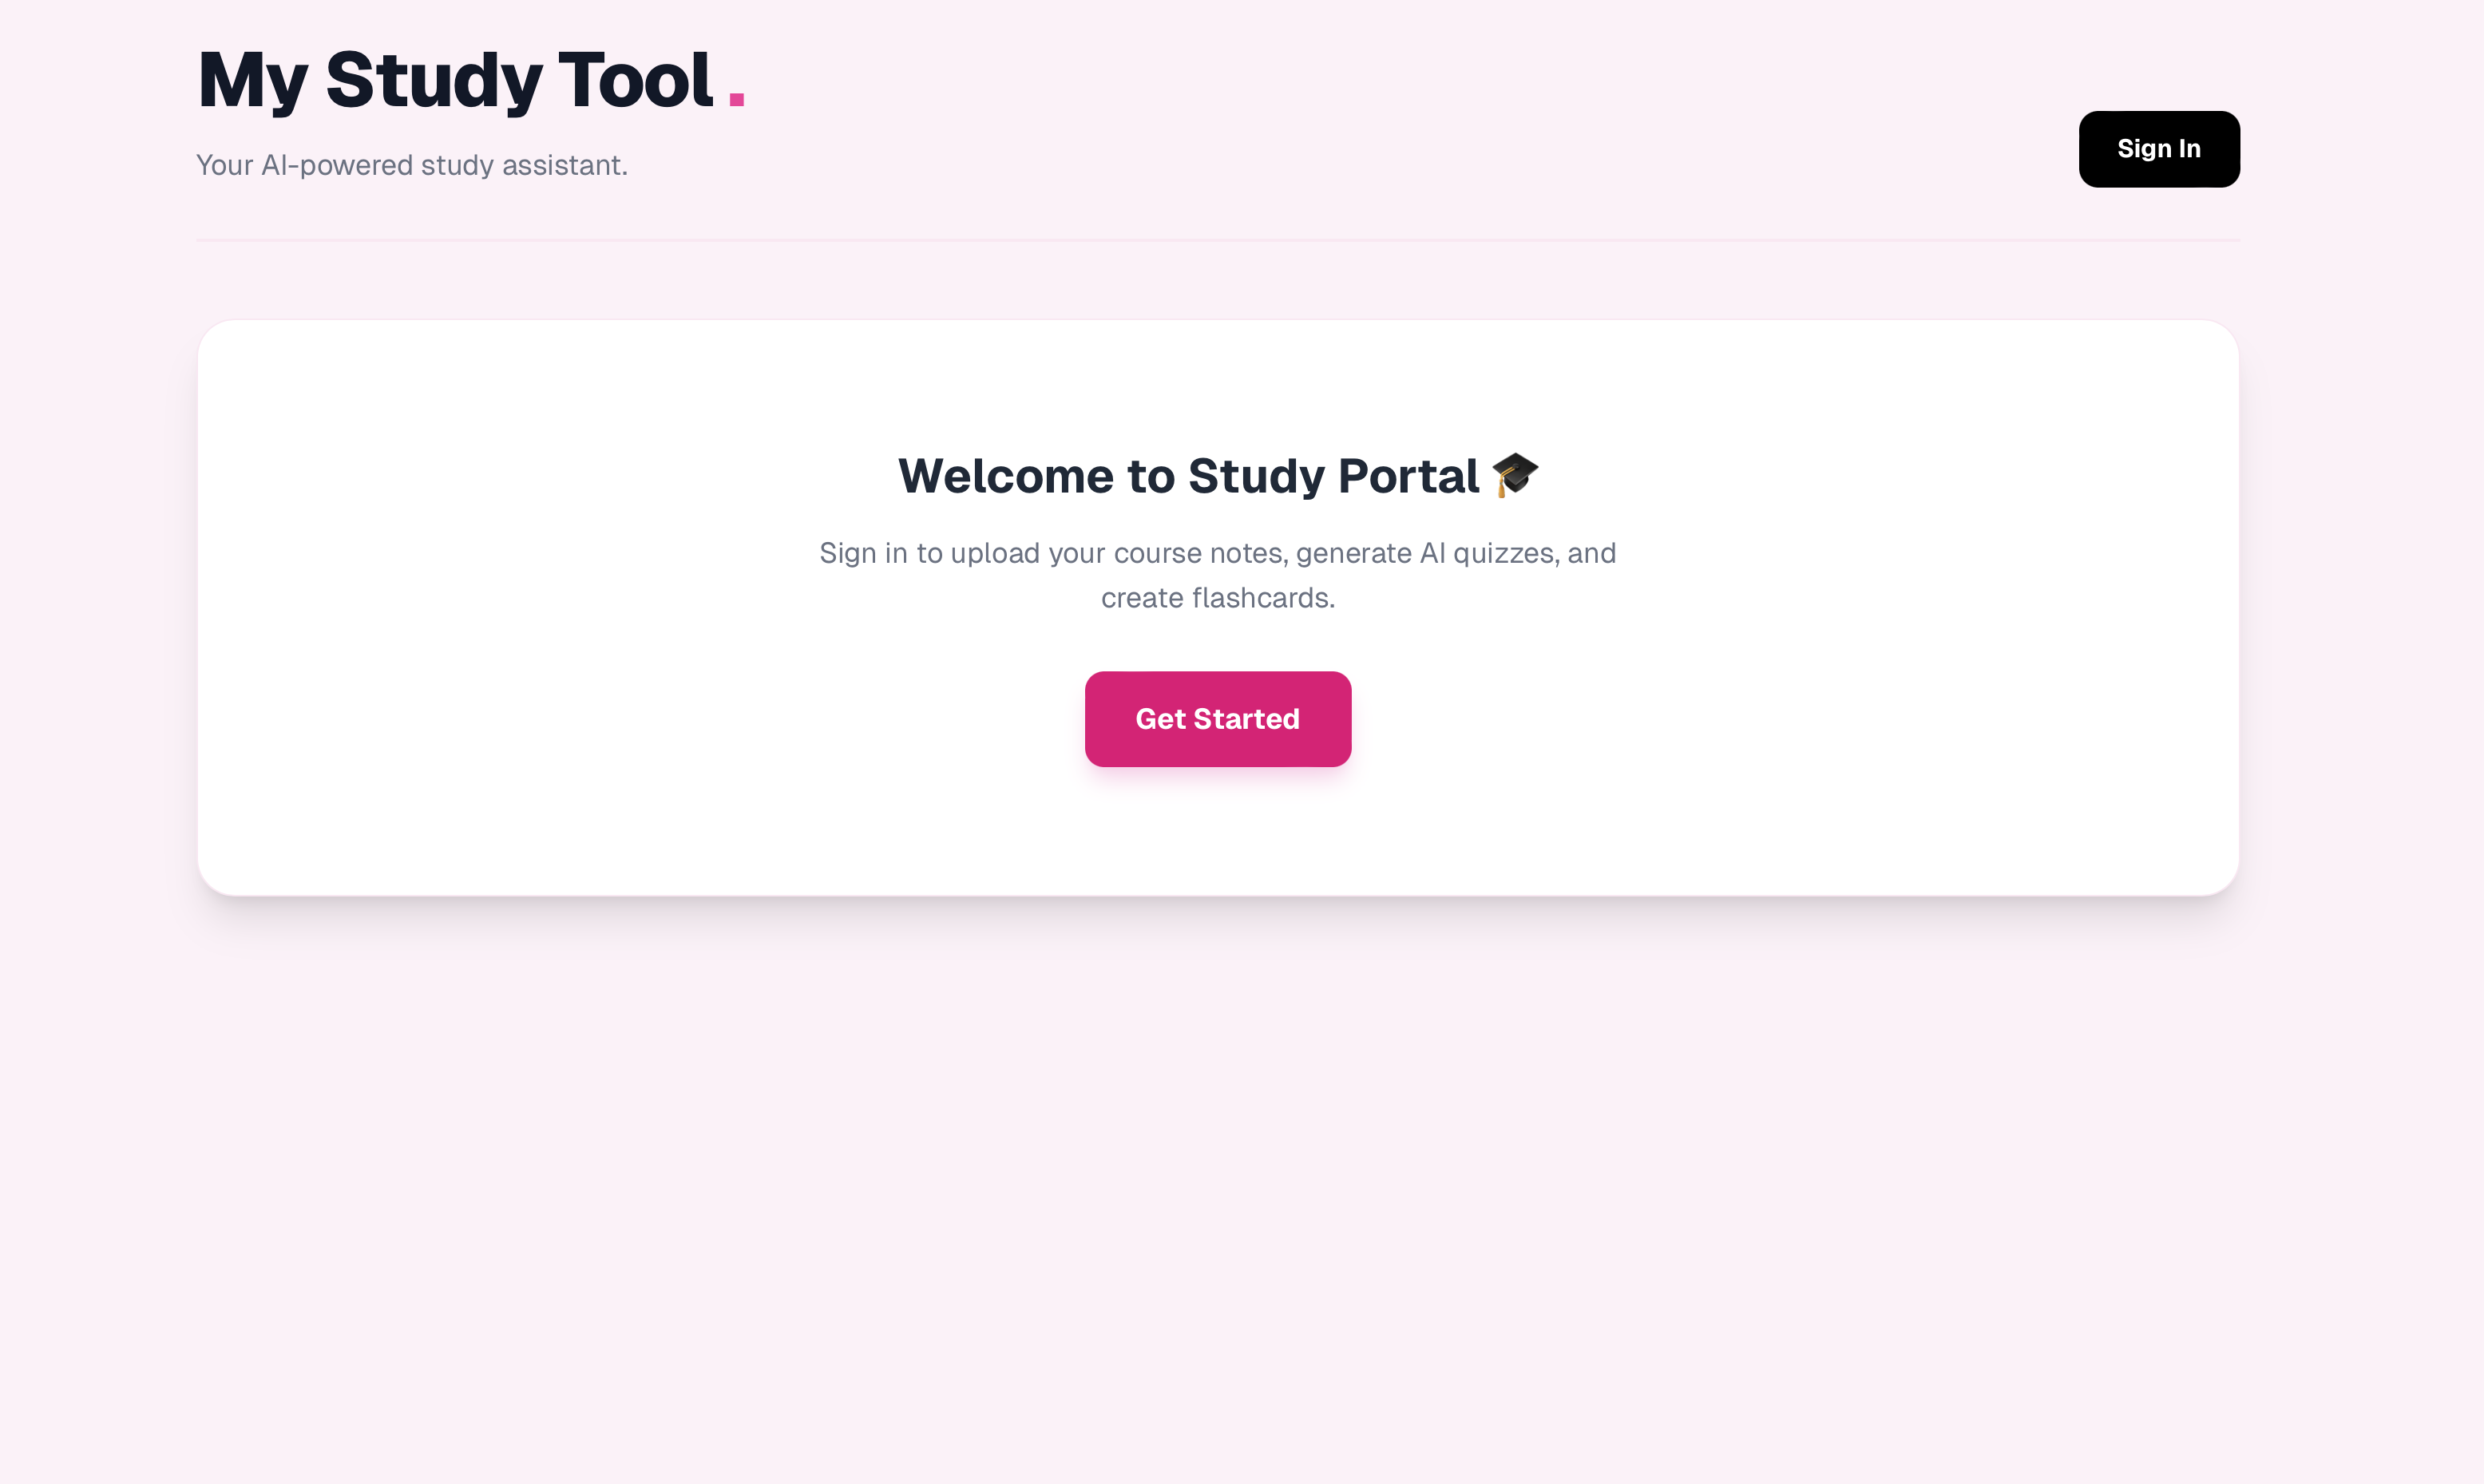 My Study Tool .
Your AI-powered study assistant.
Sign In
Welcome to Study Portal 🎓
Sign in to upload your course notes, generate AI quizzes, and
create flashcards.
Get Started